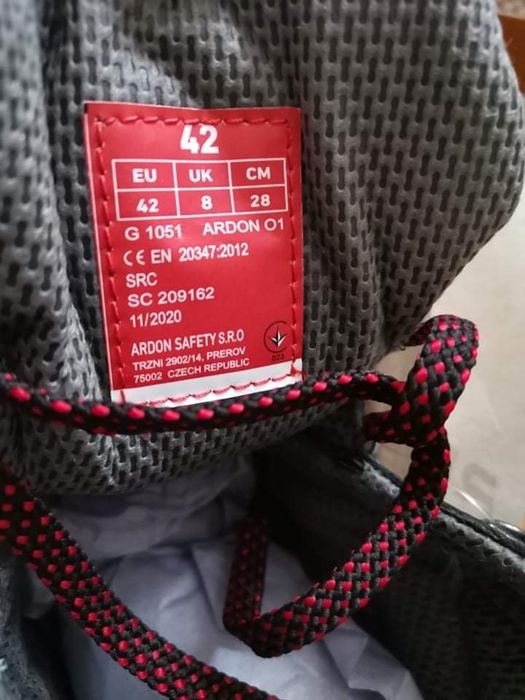 42
EU UK CM
42 8 28
G 1051 ARDON O1
CE EN 20347:2012
SRC
SC 209162
11/2020
ARDON SAFETY S.R.O
TRZNI 2902/14, PREROV
75002 CZECH REPUBLIC
023